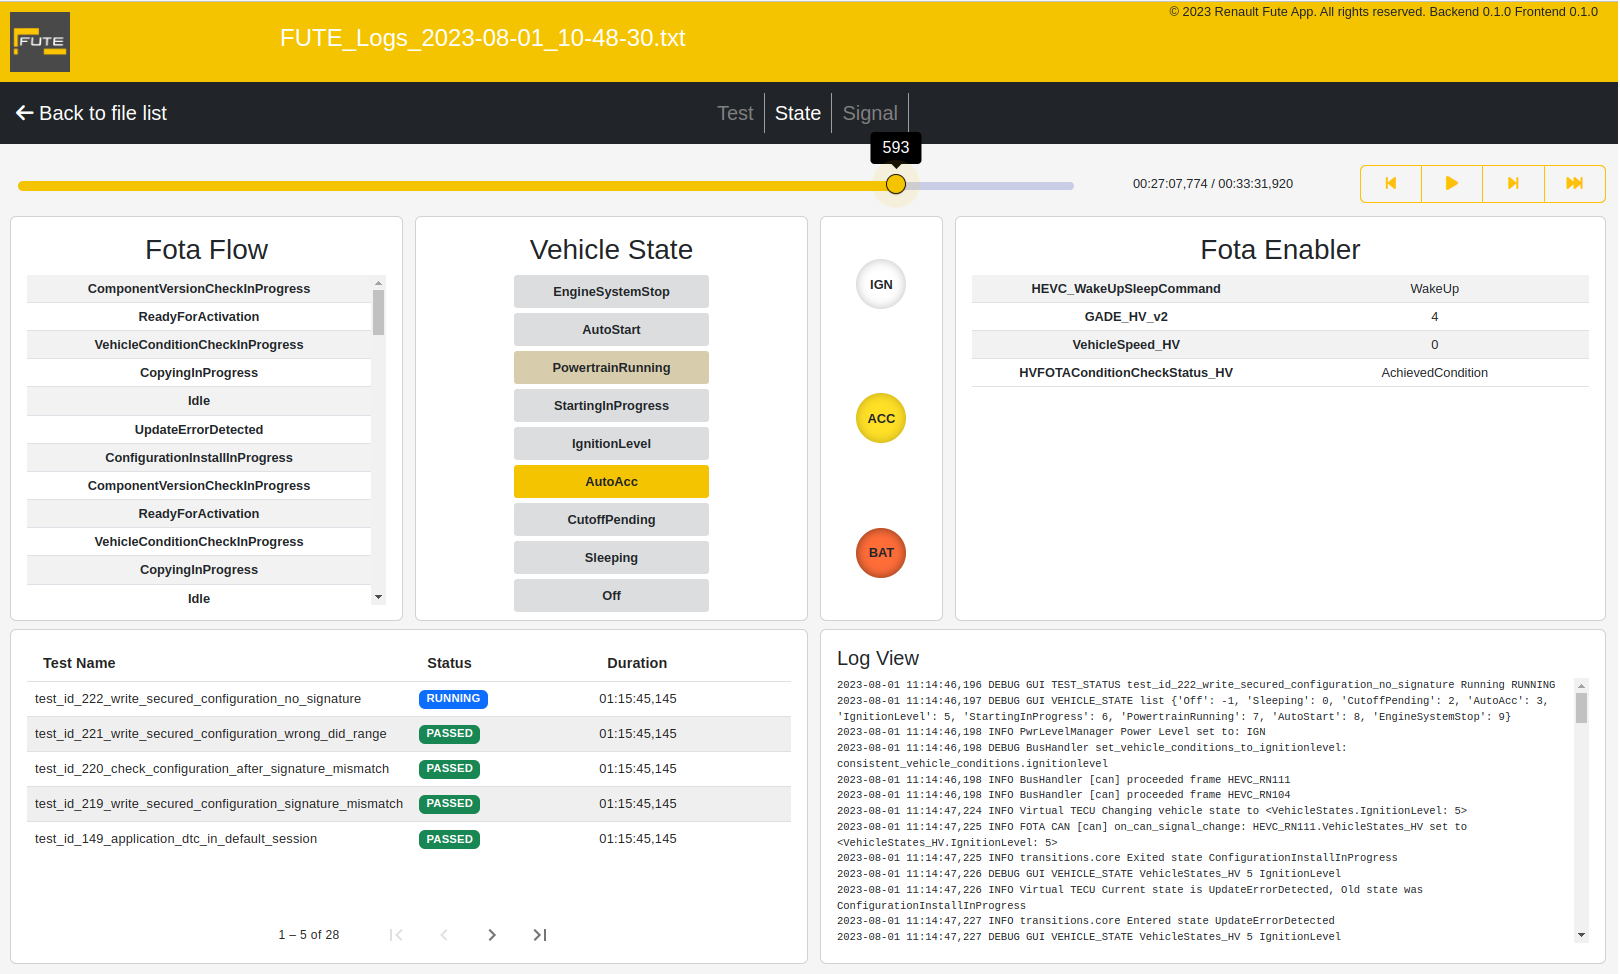 © 2023 Renault Fute App. All rights reserved. Backend 0.1.0 Frontend 0.1.0
FUTE
FUTE_Logs_2023-08-01_10-48-30.txt
Back to file list
Test
State
Signal
593
00:27:07,774 / 00:33:31,920
Fota Flow
ComponentVersionCheckInProgress
ReadyForActivation
VehicleConditionCheckInProgress
CopyingInProgress
Idle
UpdateErrorDetected
ConfigurationInstallInProgress
ComponentVersionCheckInProgress
ReadyForActivation
VehicleConditionCheckInProgress
CopyingInProgress
Idle
Vehicle State
EngineSystemStop
AutoStart
PowertrainRunning
StartingInProgress
IgnitionLevel
AutoAcc
CutoffPending
Sleeping
Off
IGN
ACC
BAT
Fota Enabler
HEVC_WakeUpSleepCommand WakeUp
GADE_HV_v2 4
VehicleSpeed_HV 0
HVFOTAConditionCheckStatus_HV AchievedCondition
Test Name Status Duration
test_id_222_write_secured_configuration_no_signature RUNNING 01:15:45,145
test_id_221_write_secured_configuration_wrong_did_range PASSED 01:15:45,145
test_id_220_check_configuration_after_signature_mismatch PASSED 01:15:45,145
test_id_219_write_secured_configuration_signature_mismatch PASSED 01:15:45,145
test_id_149_application_dtc_in_default_session PASSED 01:15:45,145
1 – 5 of 28
Log View
2023-08-01 11:14:46,196 DEBUG GUI TEST_STATUS test_id_222_write_secured_configuration_no_signature Running RUNNING
2023-08-01 11:14:46,197 DEBUG GUI VEHICLE_STATE list {'Off': -1, 'Sleeping': 0, 'CutoffPending': 2, 'AutoAcc': 3,
'IgnitionLevel': 5, 'StartingInProgress': 6, 'PowertrainRunning': 7, 'AutoStart': 8, 'EngineSystemStop': 9}
2023-08-01 11:14:46,198 INFO PwrLevelManager Power Level set to: IGN
2023-08-01 11:14:46,198 DEBUG BusHandler set_vehicle_conditions_to_ignitionlevel:
consistent_vehicle_conditions.ignitionlevel
2023-08-01 11:14:46,198 INFO BusHandler [can] proceeded frame HEVC_RN111
2023-08-01 11:14:46,198 INFO BusHandler [can] proceeded frame HEVC_RN104
2023-08-01 11:14:47,224 INFO Virtual TECU Changing vehicle state to <VehicleStates.IgnitionLevel: 5>
2023-08-01 11:14:47,225 INFO FOTA CAN [can] on_can_signal_change: HEVC_RN111.VehicleStates_HV set to
<VehicleStates_HV.IgnitionLevel: 5>
2023-08-01 11:14:47,225 INFO transitions.core Exited state ConfigurationInstallInProgress
2023-08-01 11:14:47,226 DEBUG GUI VEHICLE_STATE VehicleStates_HV 5 IgnitionLevel
2023-08-01 11:14:47,226 INFO Virtual TECU Current state is UpdateErrorDetected, Old state was
ConfigurationInstallInProgress
2023-08-01 11:14:47,227 INFO transitions.core Entered state UpdateErrorDetected
2023-08-01 11:14:47,227 DEBUG GUI VEHICLE_STATE VehicleStates_HV 5 IgnitionLevel